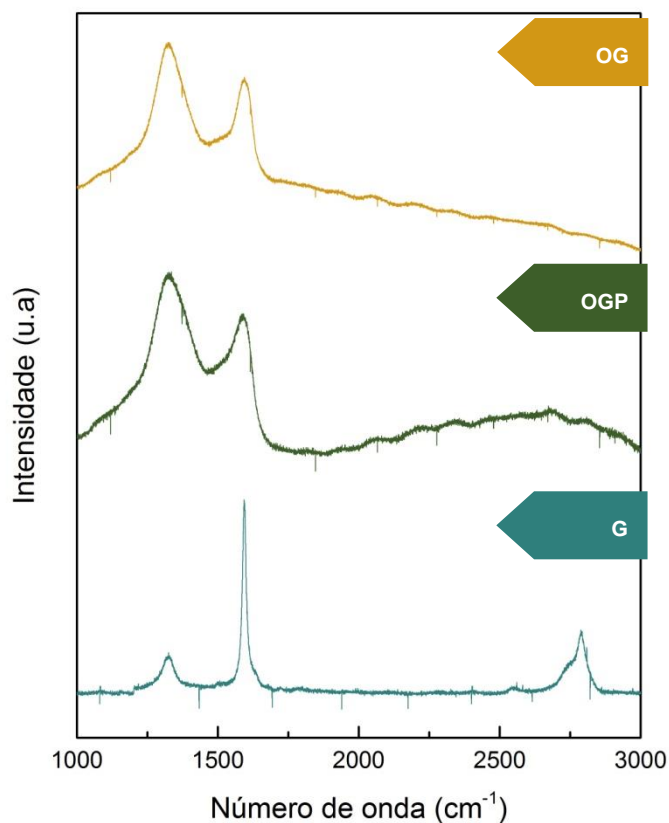 OG
OGP
G
Intensidade (u.a)
1000 1500 2000 2500 3000
Número de onda (cm⁻¹)